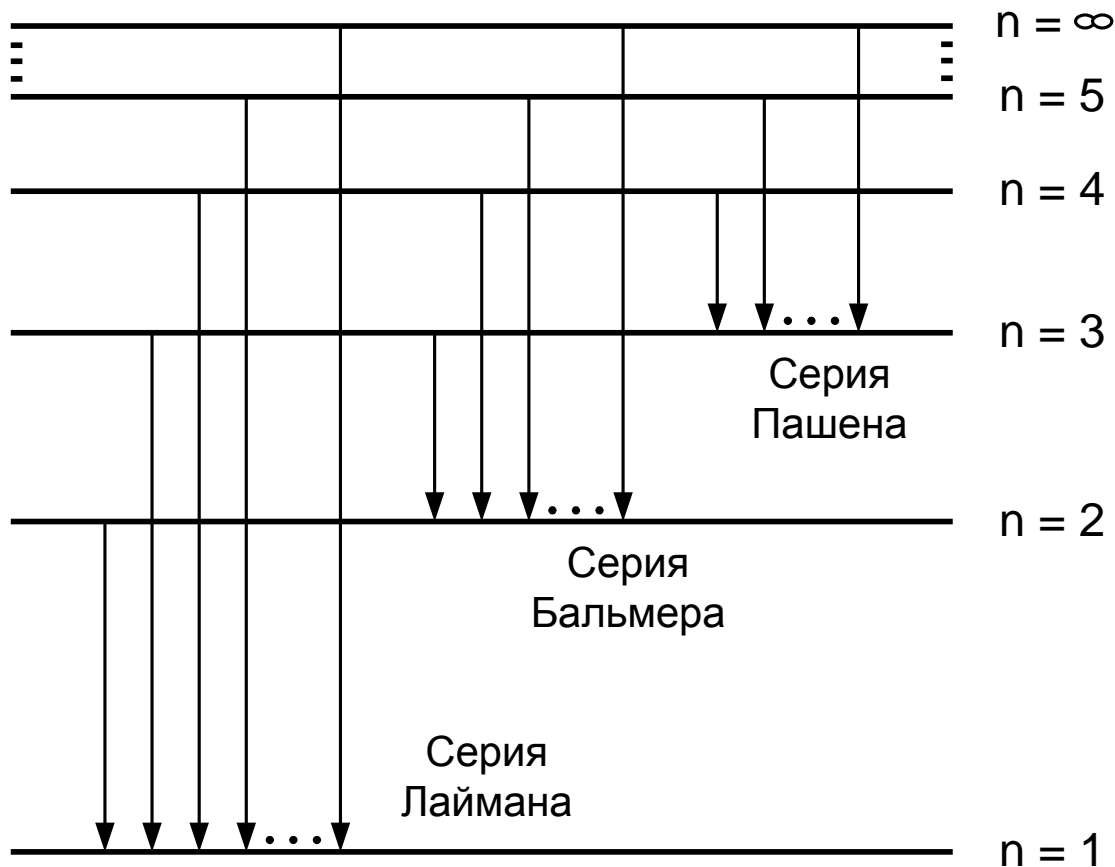 n = ∞
n = 5
n = 4
n = 3
Серия
Пашена
n = 2
Серия
Бальмера
Серия
Лаймана
n = 1